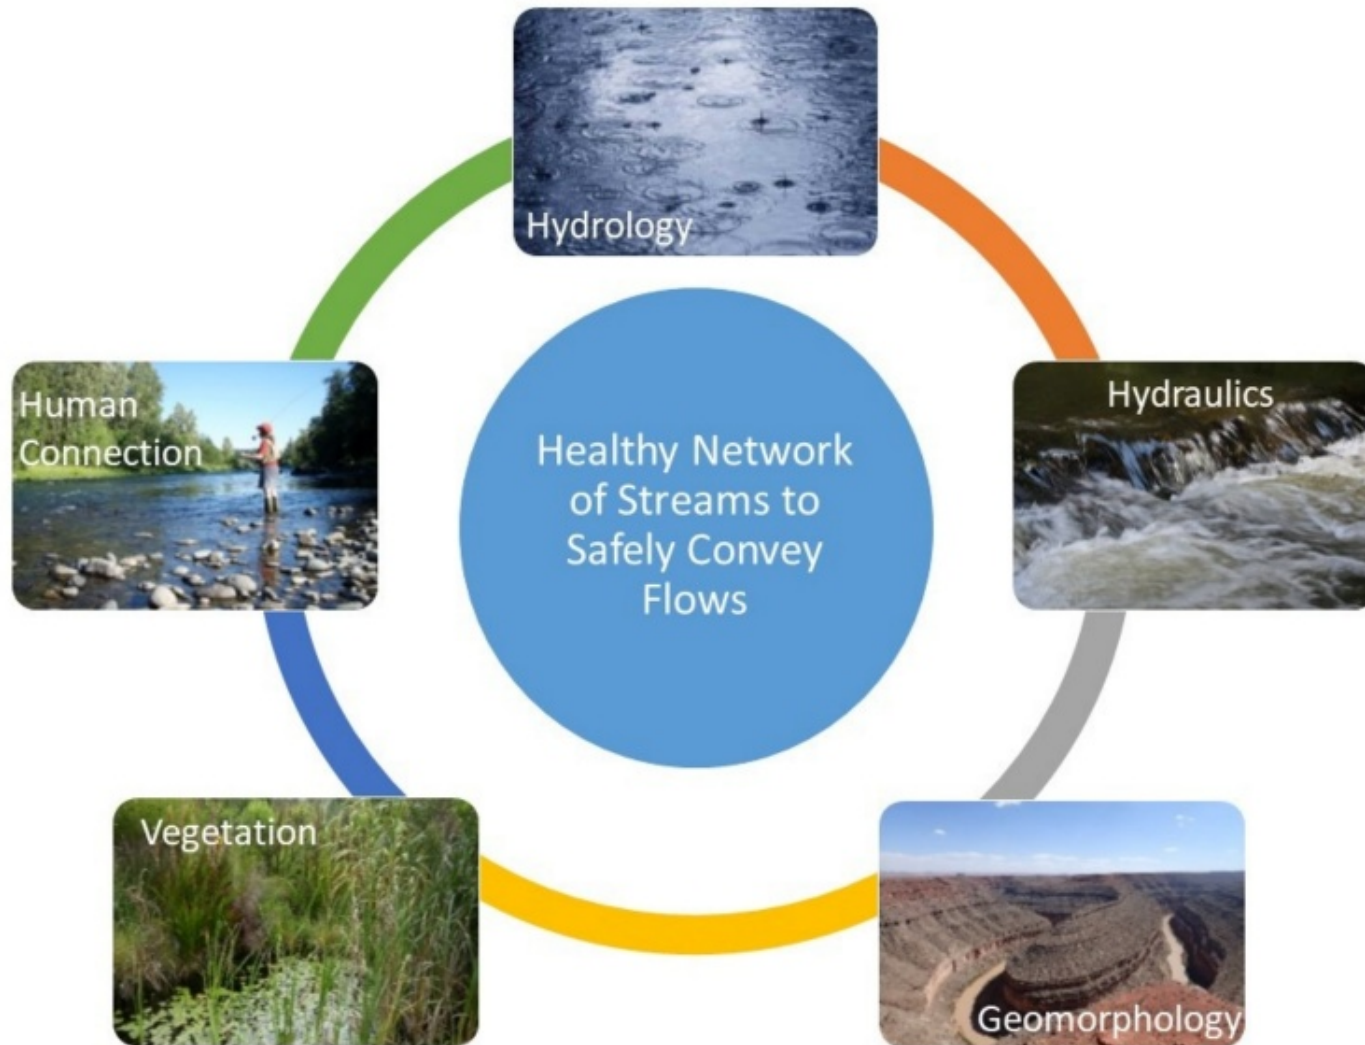 Hydrology
Human
Connection
Hydraulics
Healthy Network
of Streams to
Safely Convey
Flows
Vegetation
Geomorphology